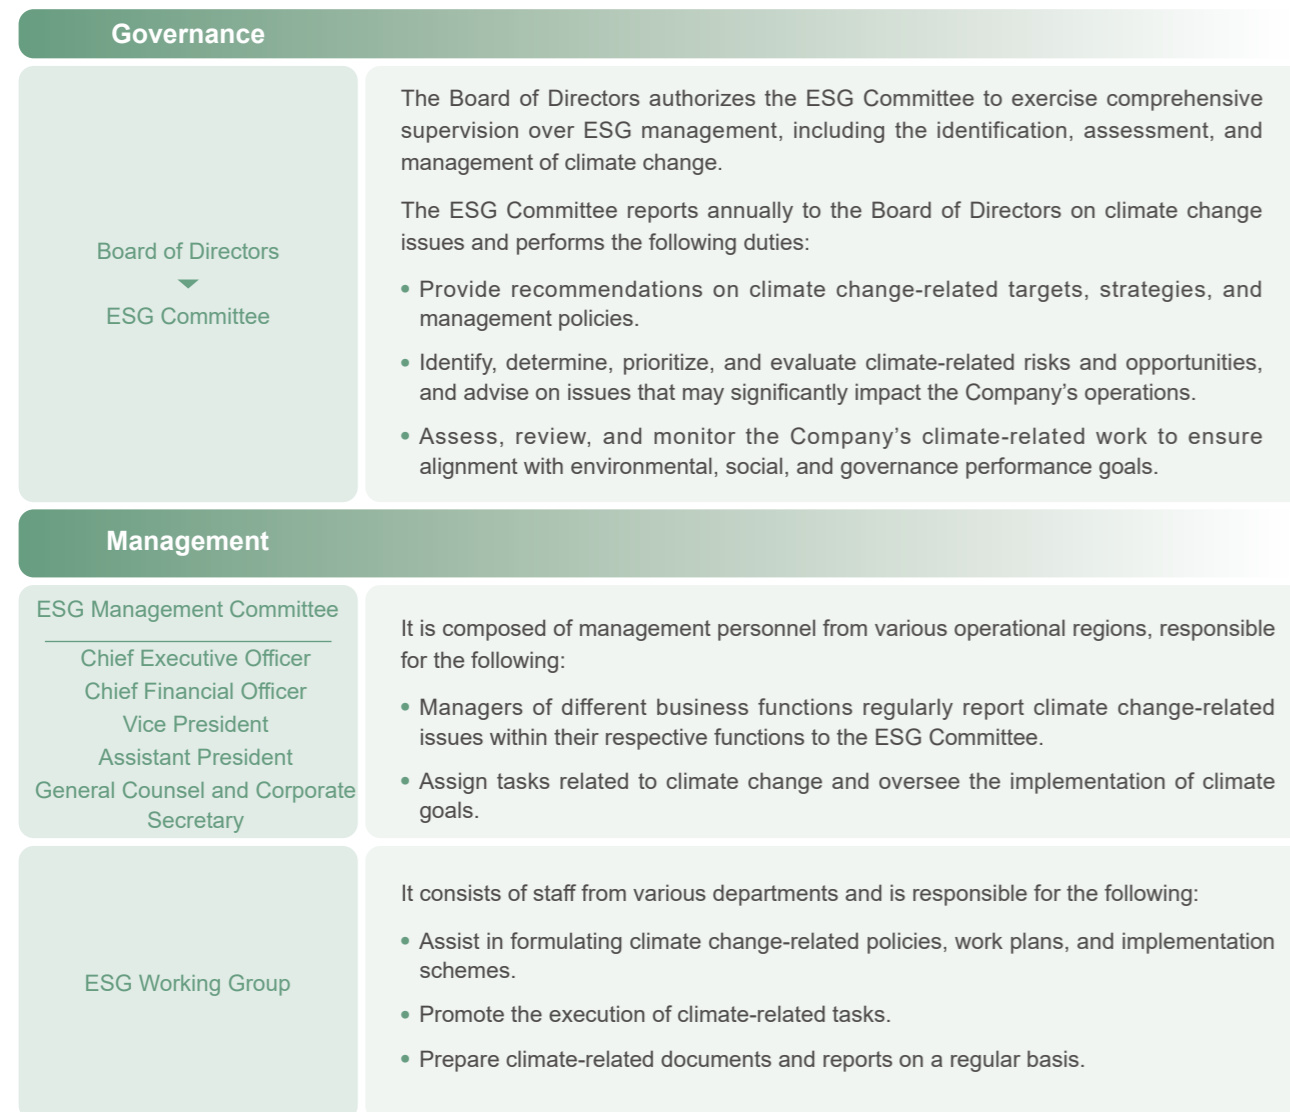 Governance
Board of Directors
ESG Committee
The Board of Directors authorizes the ESG Committee to exercise comprehensive
supervision over ESG management, including the identification, assessment, and
management of climate change.
The ESG Committee reports annually to the Board of Directors on climate change
issues and performs the following duties:
• Provide recommendations on climate change-related targets, strategies, and
management policies.
• Identify, determine, prioritize, and evaluate climate-related risks and opportunities,
and advise on issues that may significantly impact the Company's operations.
• Assess, review, and monitor the Company's climate-related work to ensure
alignment with environmental, social, and governance performance goals.
Management
ESG Management Committee
Chief Executive Officer
Chief Financial Officer
Vice President
Assistant President
General Counsel and Corporate
Secretary
It is composed of management personnel from various operational regions, responsible
for the following:
• Managers of different business functions regularly report climate change-related
issues within their respective functions to the ESG Committee.
• Assign tasks related to climate change and oversee the implementation of climate
goals.
ESG Working Group
It consists of staff from various departments and is responsible for the following:
• Assist in formulating climate change-related policies, work plans, and implementation
schemes.
• Promote the execution of climate-related tasks.
• Prepare climate-related documents and reports on a regular basis.